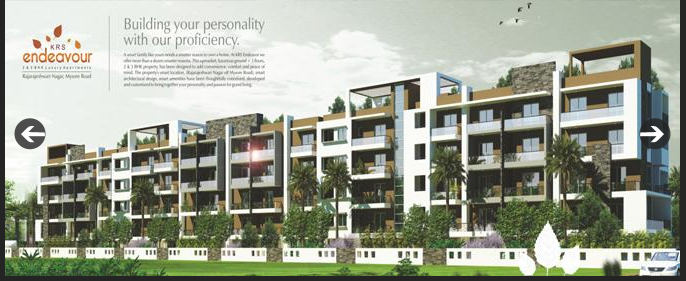 KRS
endeavour
2 & 3 BHK Luxury Apartments
Rajarajeshwari Nagar, Mysore Road
Building your personality
with our proficiency.
A smart family like yours needs a smarter reason to own a home. At KRS Endeavour we
offer more than a dozen smarter reasons. This upmarket, luxurious ground + 3 floors,
2 & 3 BHK property has been designed to add convenience, comfort and peace of
mind. The property's smart location, (Rajarajeshwari Nagar off Mysore Road), smart
architectural design, smart amenities have been thoughtfully conceived, developed
and customised to bring together your personality and passion for grand living.